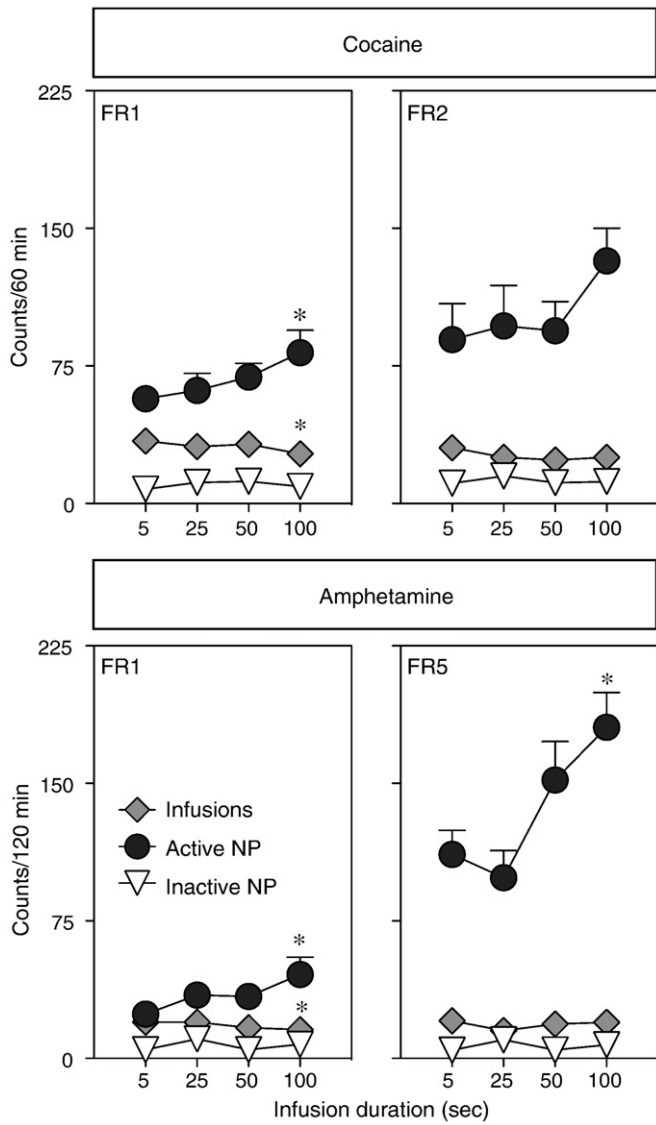 Cocaine
225
150
75
0
Counts/60 min
FR1
*
*
5 25 50 100
FR2
5 25 50 100
Amphetamine
225
150
75
0
Counts/120 min
FR1
Infusions
Active NP
Inactive NP
*
*
5 25 50 100
FR5
*
5 25 50 100
Infusion duration (sec)